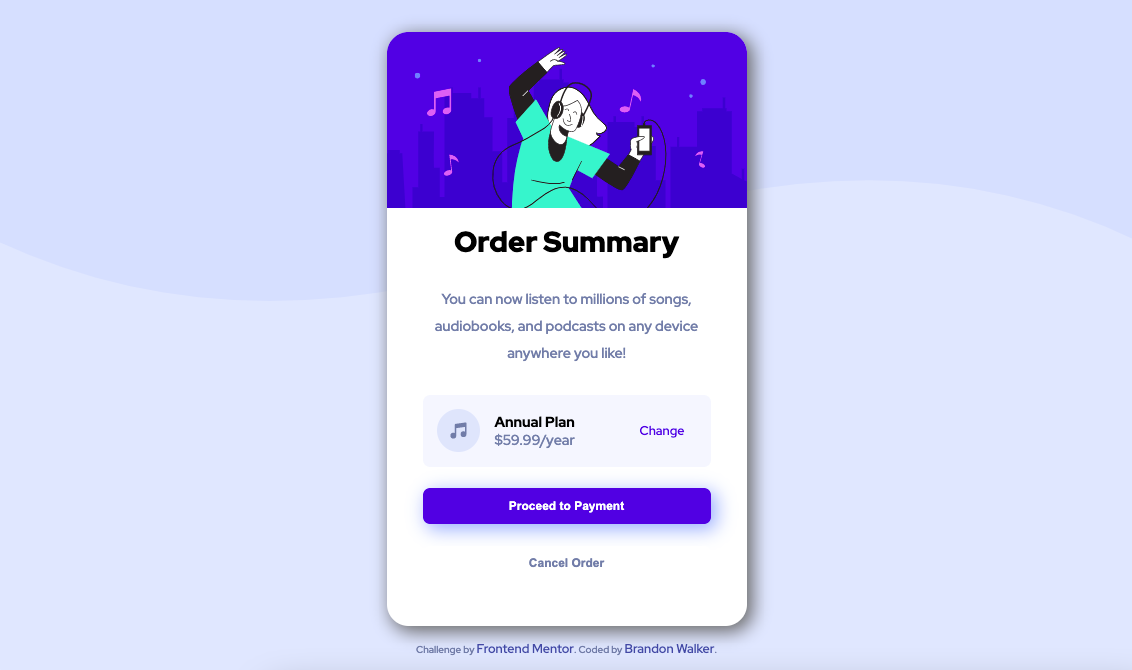 Order Summary
You can now listen to millions of songs,
audiobooks, and podcasts on any device
anywhere you like!
Annual Plan
$59.99/year
Change
Proceed to Payment
Cancel Order
Challenge by Frontend Mentor. Coded by Brandon Walker.